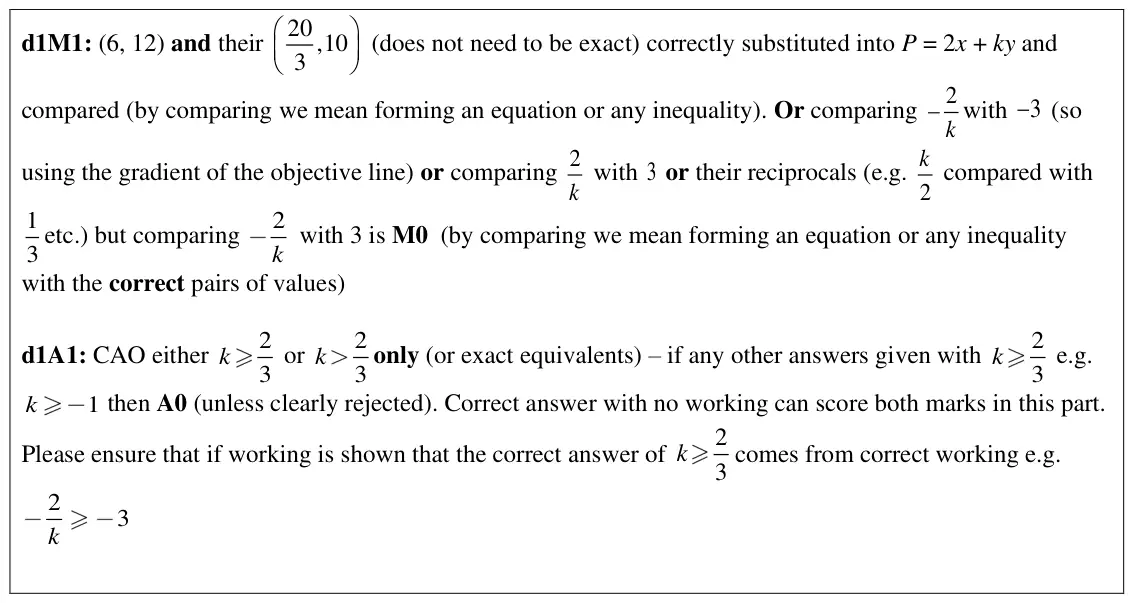 d1M1: (6, 12) and their (20/3, 10) (does not need to be exact) correctly substituted into P = 2x + ky and
compared (by comparing we mean forming an equation or any inequality). Or comparing −2/k with −3 (so
using the gradient of the objective line) or comparing 2/k with 3 or their reciprocals (e.g. k/2 compared with
1/3 etc.) but comparing −2/k with 3 is M0 (by comparing we mean forming an equation or any inequality
with the correct pairs of values)
d1A1: CAO either k ⩾ 2/3 or k > 2/3 only (or exact equivalents) – if any other answers given with k ⩾ 2/3 e.g.
k ⩾ −1 then A0 (unless clearly rejected). Correct answer with no working can score both marks in this part.
Please ensure that if working is shown that the correct answer of k ⩾ 2/3 comes from correct working e.g.
−2/k ⩾ −3